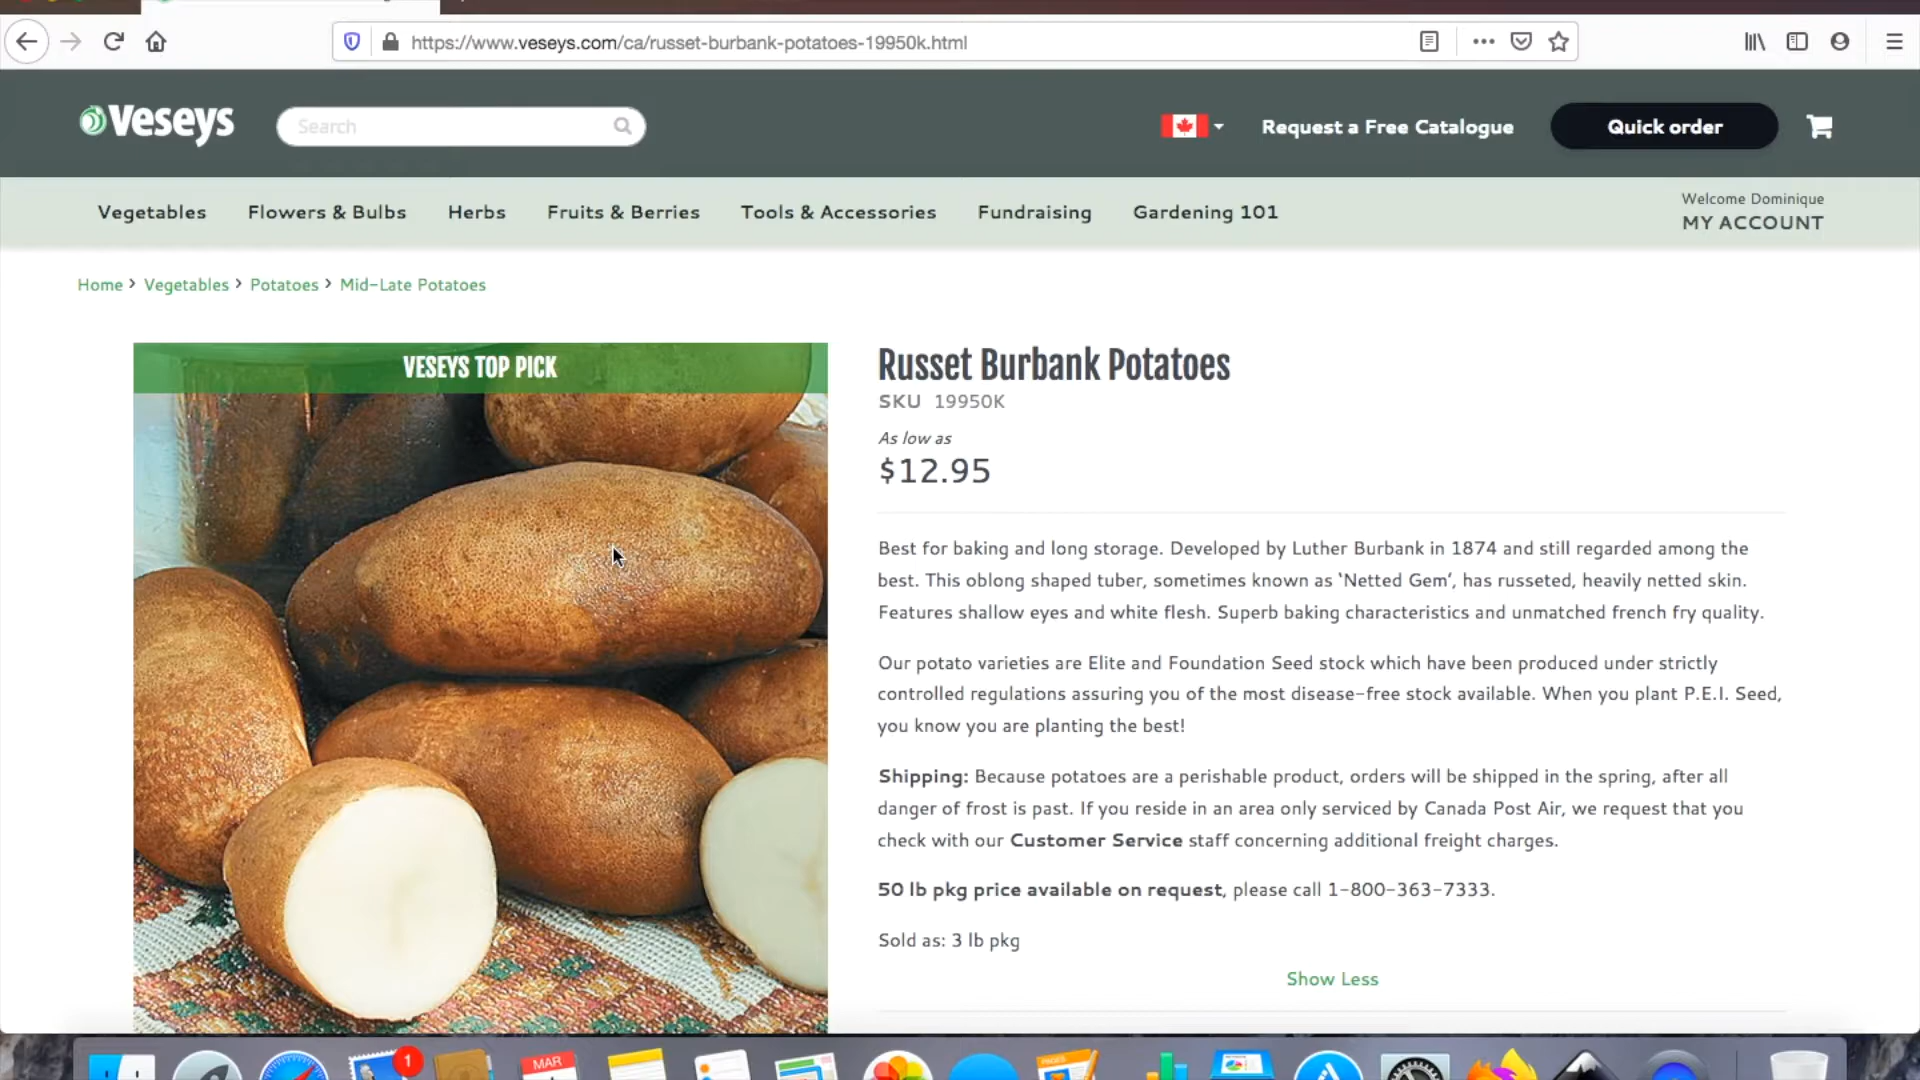 https://www.veseys.com/ca/russet-burbank-potatoes-19950k.html
Veseys
Search
Request a Free Catalogue
Quick order
Vegetables
Flowers & Bulbs
Herbs
Fruits & Berries
Tools & Accessories
Fundraising
Gardening 101
Welcome Dominique
MY ACCOUNT
Home > Vegetables > Potatoes > Mid-Late Potatoes
VESEYS TOP PICK
Russet Burbank Potatoes
SKU 19950K
As low as
$12.95
Best for baking and long storage. Developed by Luther Burbank in 1874 and still regarded among the
best. This oblong shaped tuber, sometimes known as ‘Netted Gem’, has russeted, heavily netted skin.
Features shallow eyes and white flesh. Superb baking characteristics and unmatched french fry quality.
Our potato varieties are Elite and Foundation Seed stock which have been produced under strictly
controlled regulations assuring you of the most disease-free stock available. When you plant P.E.I. Seed,
you know you are planting the best!
Shipping: Because potatoes are a perishable product, orders will be shipped in the spring, after all
danger of frost is past. If you reside in an area only serviced by Canada Post Air, we request that you
check with our Customer Service staff concerning additional freight charges.
50 lb pkg price available on request, please call 1-800-363-7333.
Sold as: 3 lb pkg
Show Less
1
MAR
PAGES